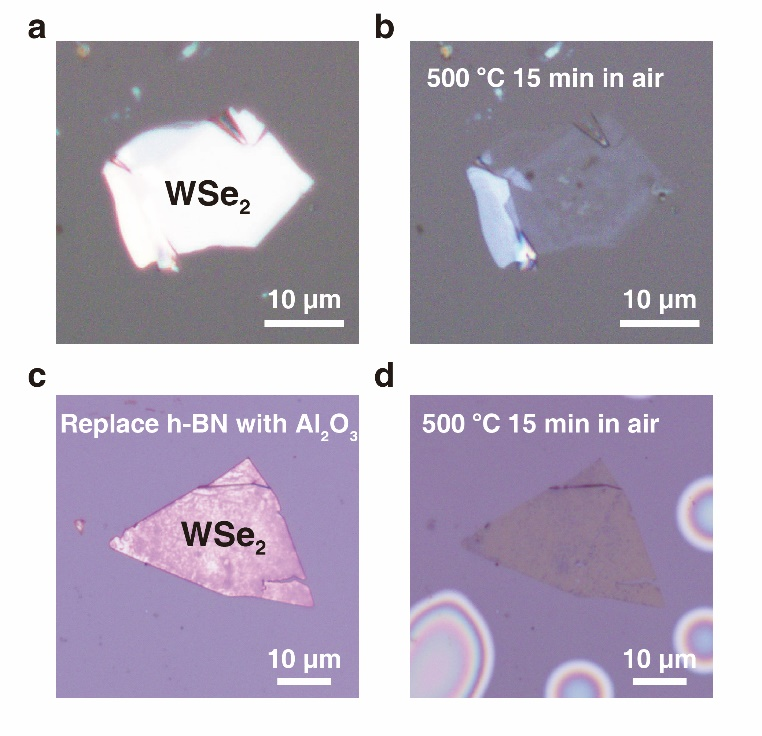 a
b
500 °C 15 min in air
WSe₂
10 μm
10 μm
c
d
Replace h-BN with Al₂O₃
500 °C 15 min in air
WSe₂
10 μm
10 μm